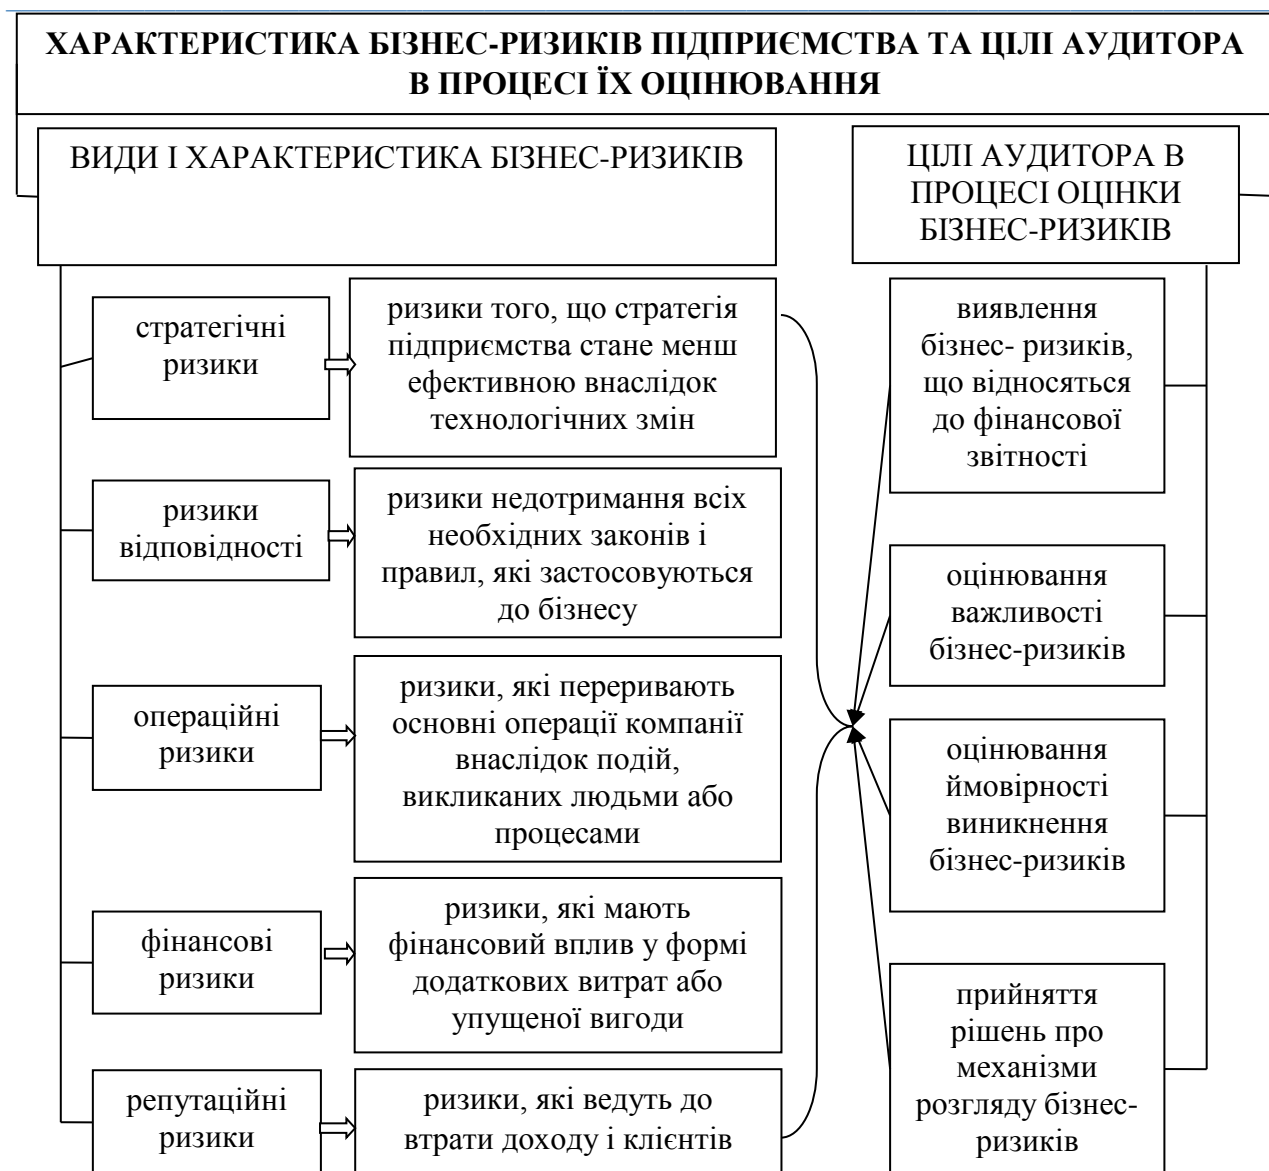 ХАРАКТЕРИСТИКА БІЗНЕС-РИЗИКІВ ПІДПРИЄМСТВА ТА ЦІЛІ АУДИТОРА
В ПРОЦЕСІ ЇХ ОЦІНЮВАННЯ
ВИДИ І ХАРАКТЕРИСТИКА БІЗНЕС-РИЗИКІВ
стратегічні
ризики
ризики того, що стратегія
підприємства стане менш
ефективною внаслідок
технологічних змін
ризики
відповідності
ризики недотримання всіх
необхідних законів і
правил, які застосовуються
до бізнесу
операційні
ризики
ризики, які переривають
основні операції компанії
внаслідок подій,
викликаних людьми або
процесами
фінансові
ризики
ризики, які мають
фінансовий вплив у формі
додаткових витрат або
упущеної вигоди
репутаційні
ризики
ризики, які ведуть до
втрати доходу і клієнтів
ЦІЛІ АУДИТОРА В
ПРОЦЕСІ ОЦІНКИ
БІЗНЕС-РИЗИКІВ
виявлення
бізнес- ризиків,
що відносяться
до фінансової
звітності
оцінювання
важливості
бізнес-ризиків
оцінювання
ймовірності
виникнення
бізнес-ризиків
прийняття
рішень про
механізми
розгляду бізнес-
ризиків